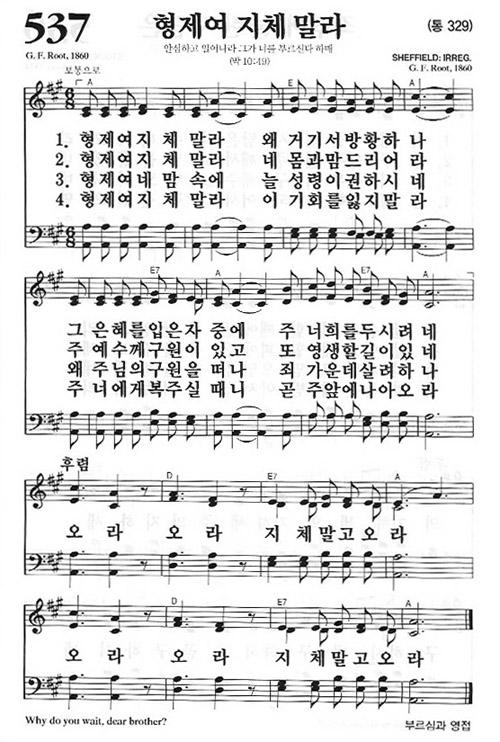 537 형제여 지체 말라 (통 329)
G. F. Root, 1860
안심하고 일어나라 그가 너를 부르신다 하매
(막 10:49)
SHEFFIELD: IRREG.
G. F. Root, 1860
보통으로
A E7 A
1. 형제여지 체 말라 왜 거기서방황하 나
2. 형제여지 체 말라 네 몸과맘드리어 라
3. 형제여네 맘 속에 늘 성령이권하시 네
4. 형제여지 체 말라 이 기회를잃지말 라
E7 A E7 A
그 은혜를입은자 중에 주 너희를두시려 네
주 예수께구원이 있고 또 영생할길이있 네
왜 주님의구원을 떠나 죄 가운데살려하 나
주 너에게복주실 때니 곧 주앞에나아오 라
후렴
D E7 A
오 라 오 라 지체말고오 라
D E7 A
오 라 오 라 지체말고오 라
Why do you wait, dear brother?
부르심과 영접